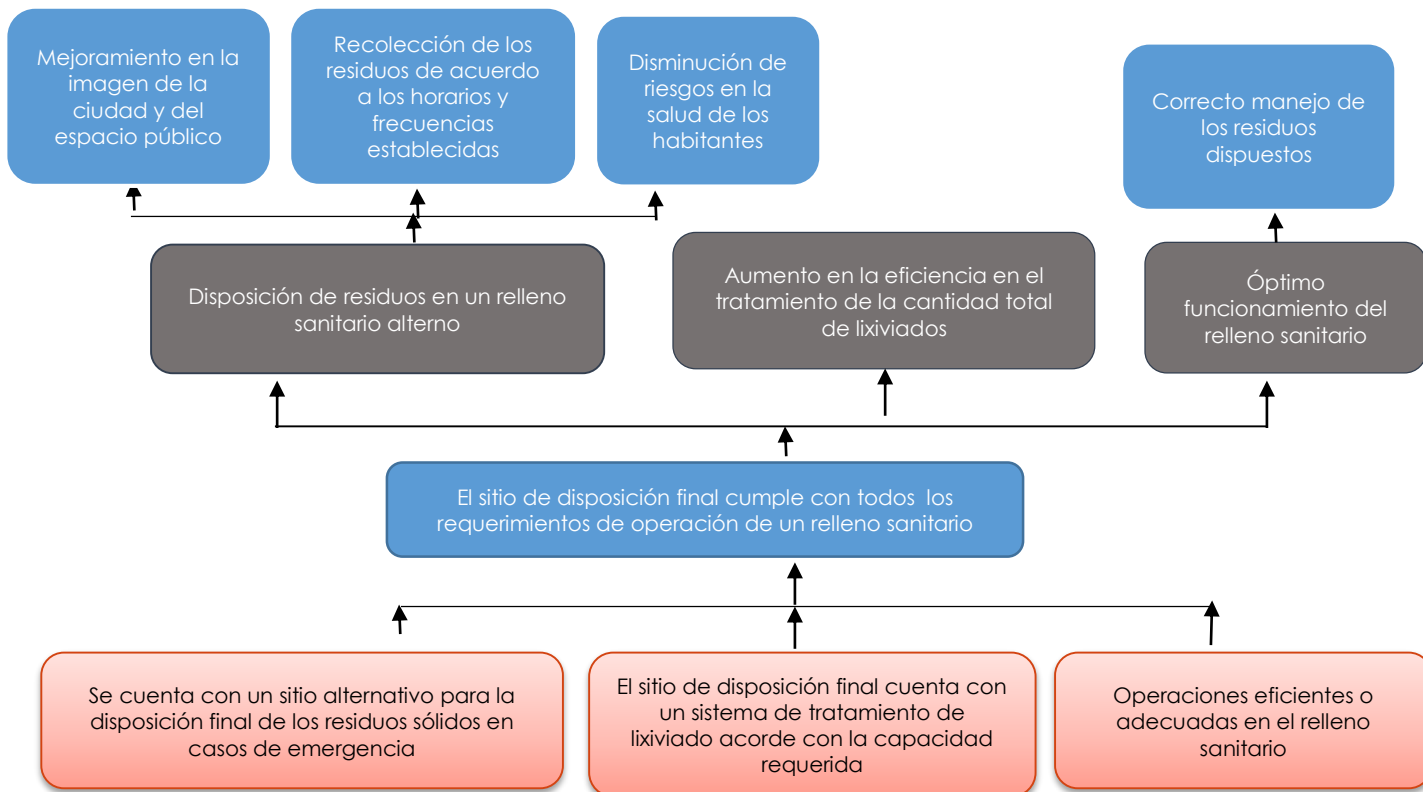 Mejoramiento en la
imagen de la
ciudad y del
espacio público
Recolección de los
residuos de acuerdo
a los horarios y
frecuencias
establecidas
Disminución de
riesgos en la
salud de los
habitantes
Correcto manejo de
los residuos
dispuestos
Disposición de residuos en un relleno
sanitario alterno
Aumento en la eficiencia en el
tratamiento de la cantidad total
de lixiviados
Óptimo
funcionamiento del
relleno sanitario
El sitio de disposición final cumple con todos los
requerimientos de operación de un relleno sanitario
Se cuenta con un sitio alternativo para la
disposición final de los residuos sólidos en
casos de emergencia
El sitio de disposición final cuenta con
un sistema de tratamiento de
lixiviado acorde con la capacidad
requerida
Operaciones eficientes o
adecuadas en el relleno
sanitario